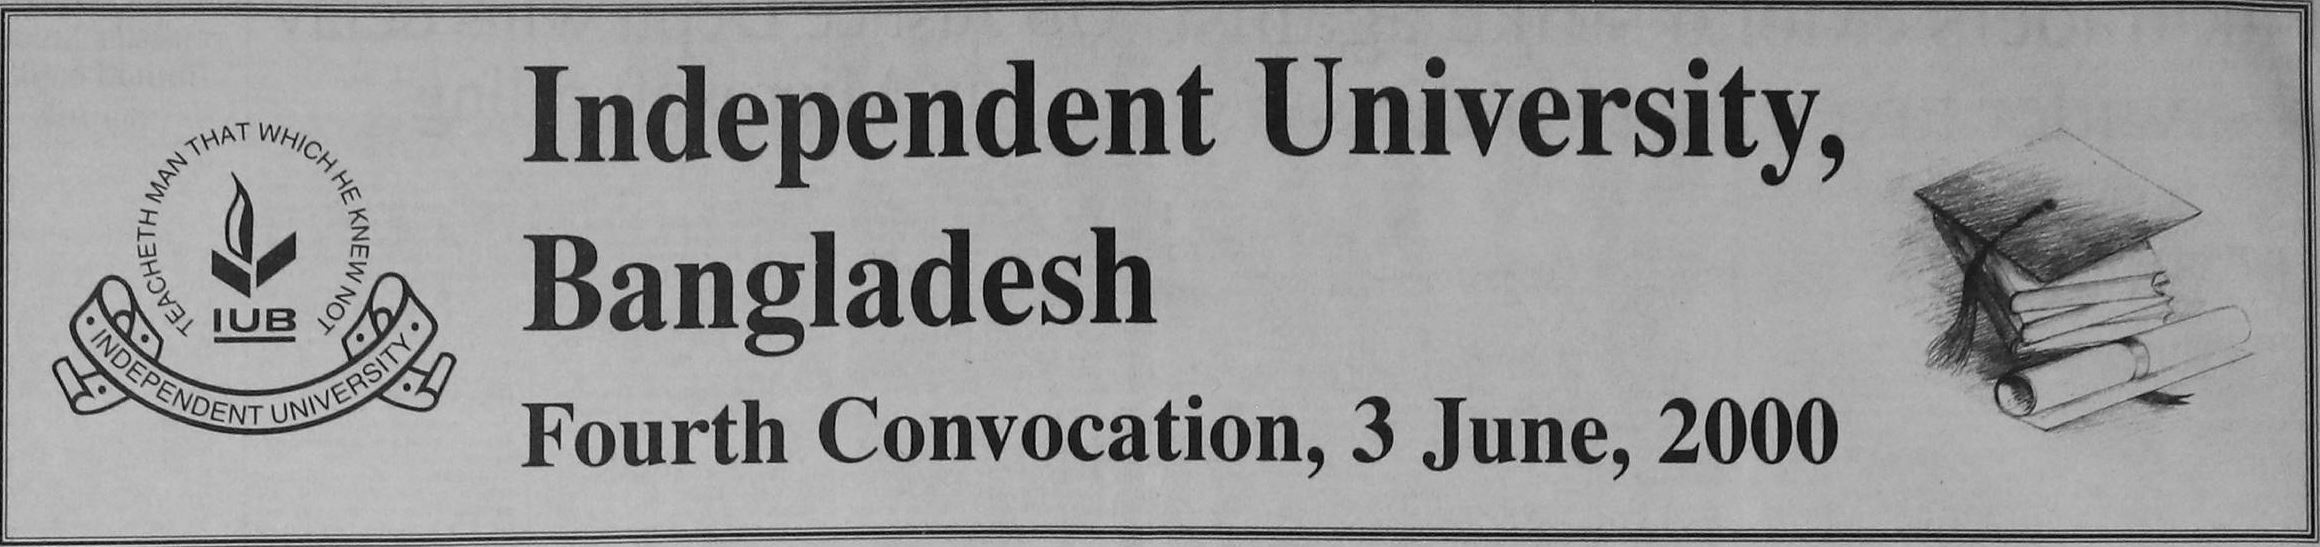 TEACHETH MAN THAT WHICH HE KNEW NOT
IUB
INDEPENDENT UNIVERSITY
Independent University,
Bangladesh
Fourth Convocation, 3 June, 2000